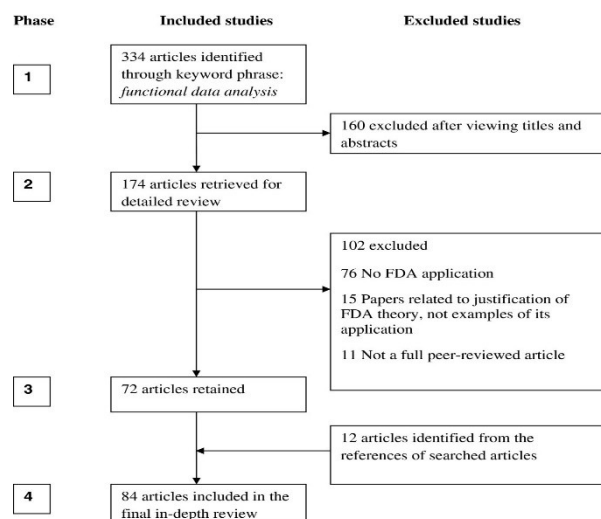 Phase Included studies Excluded studies
1
334 articles identified
through keyword phrase:
functional data analysis
160 excluded after viewing titles and
abstracts
2
174 articles retrieved for
detailed review
102 excluded
76 No FDA application
15 Papers related to justification of
FDA theory, not examples of its
application
11 Not a full peer-reviewed article
3
72 articles retained
12 articles identified from the
references of searched articles
4
84 articles included in the
final in-depth review